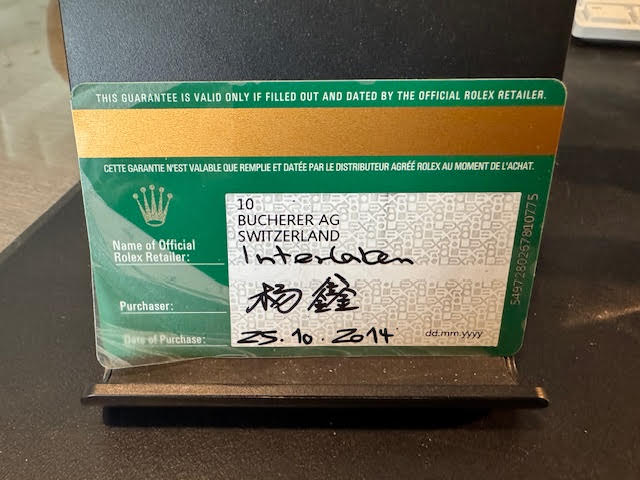 THIS GUARANTEE IS VALID ONLY IF FILLED OUT AND DATED BY THE OFFICIAL ROLEX RETAILER.
CETTE GARANTIE N'EST VALABLE QUE REMPLIE ET DATÉE PAR LE DISTRIBUTEUR AGRÉÉ ROLEX AU MOMENT DE L'ACHAT.
10
BUCHERER AG
SWITZERLAND
Name of Official
Rolex Retailer:
Interlaken
Purchaser:
杨鑫
Date of Purchase:
25.10.2014
dd.mm.yyyy
5497280267810775